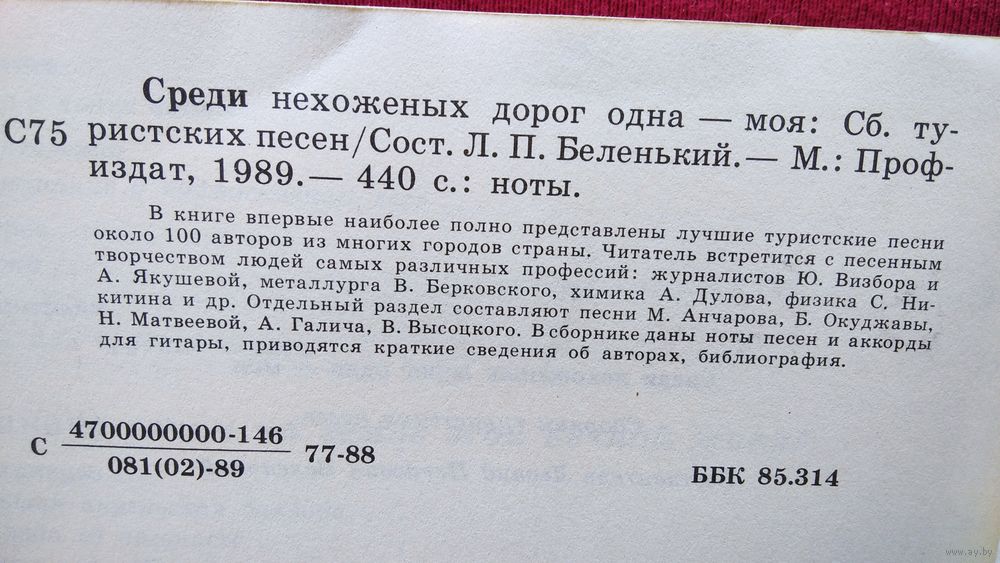 Среди нехоженых дорог одна — моя: Сб. ту-
С75 ристских песен/Сост. Л. П. Беленький.— М.: Проф-
издат, 1989.— 440 с.: ноты.
В книге впервые наиболее полно представлены лучшие туристские песни
около 100 авторов из многих городов страны. Читатель встретится с песенным
творчеством людей самых различных профессий: журналистов Ю. Визбора и
А. Якушевой, металлурга В. Берковского, химика А. Дулова, физика С. Ни-
китина и др. Отдельный раздел составляют песни М. Анчарова, Б. Окуджавы,
Н. Матвеевой, А. Галича, В. Высоцкого. В сборнике даны ноты песен и аккорды
для гитары, приводятся краткие сведения об авторах, библиография.
С 4700000000-146
081(02)-89
77-88
ББК 85.314
www.ay.by